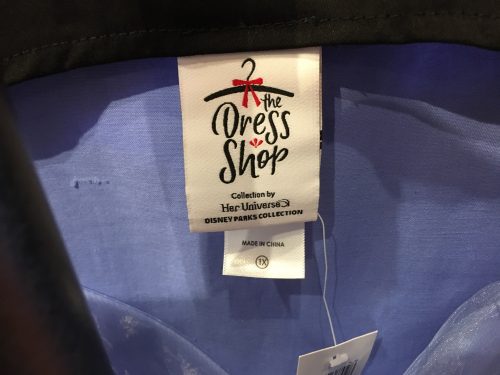 the
Dress
Shop
Collection by
Her Universe
DISNEY PARKS COLLECTION
MADE IN CHINA
1X